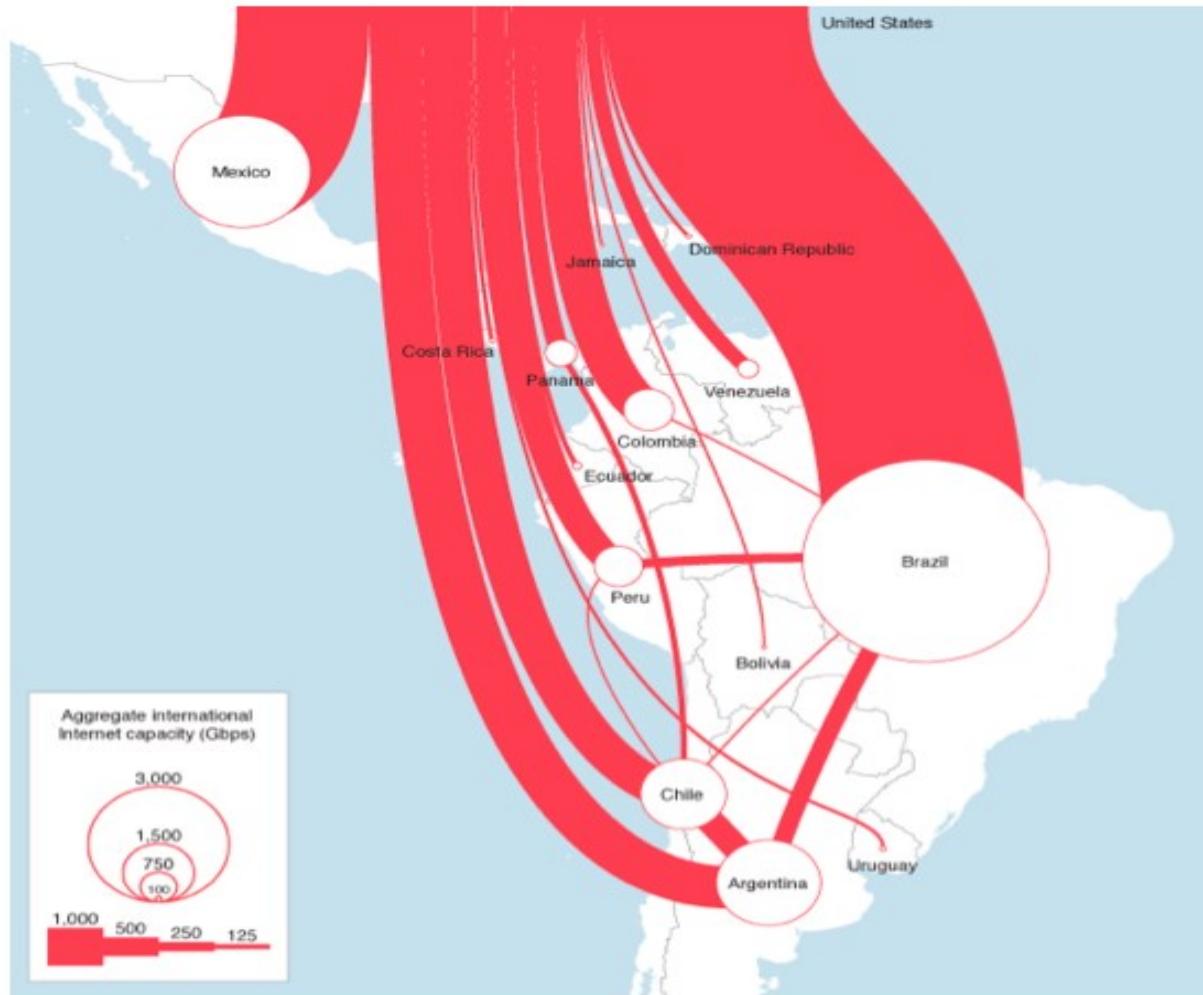 United States
Mexico
Jamaica
Dominican Republic
Costa Rica
Panama
Venezuela
Colombia
Ecuador
Brazil
Peru
Bolivia
Chile
Uruguay
Argentina
Aggregate international
Internet capacity (Gbps)
3,000
1,500
750
100
1,000
500
250
125